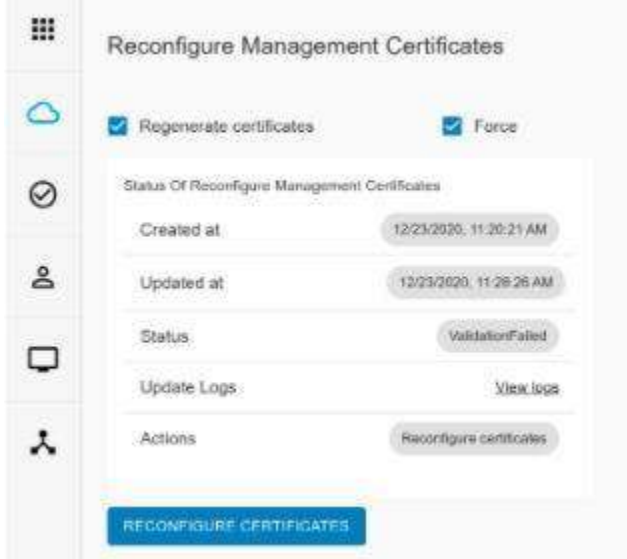 Reconfigure Management Certificates
Regenerate certificates Force
Status Of Reconfigure Management Certificates
Created at 12/23/2020, 11:20:21 AM
Updated at 12/23/2020, 11:26:26 AM
Status ValidationFailed
Update Logs View logs
Actions Reconfigure certificates
RECONFIGURE CERTIFICATES